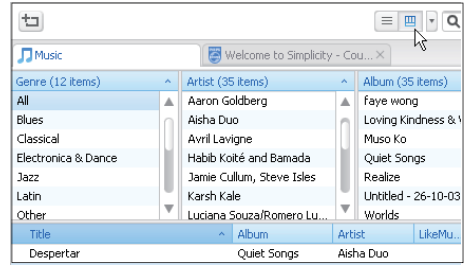 Music
Welcome to Simplicity - Cou...
Genre (12 items)
Artist (35 items)
Album (35 items)
All
Aaron Goldberg
faye wong
Blues
Aisha Duo
Loving Kindness &
Classical
Avril Lavigne
Muso Ko
Electronica & Dance
Habib Koité and Bamada
Quiet Songs
Jazz
Jamie Cullum, Steve Isles
Realize
Latin
Karsh Kale
Untitled - 26-10-03
Other
Luciana Souza/Romero Lu...
Worlds
Title
Album
Artist
LikeMu...
Despertar
Quiet Songs
Aisha Duo